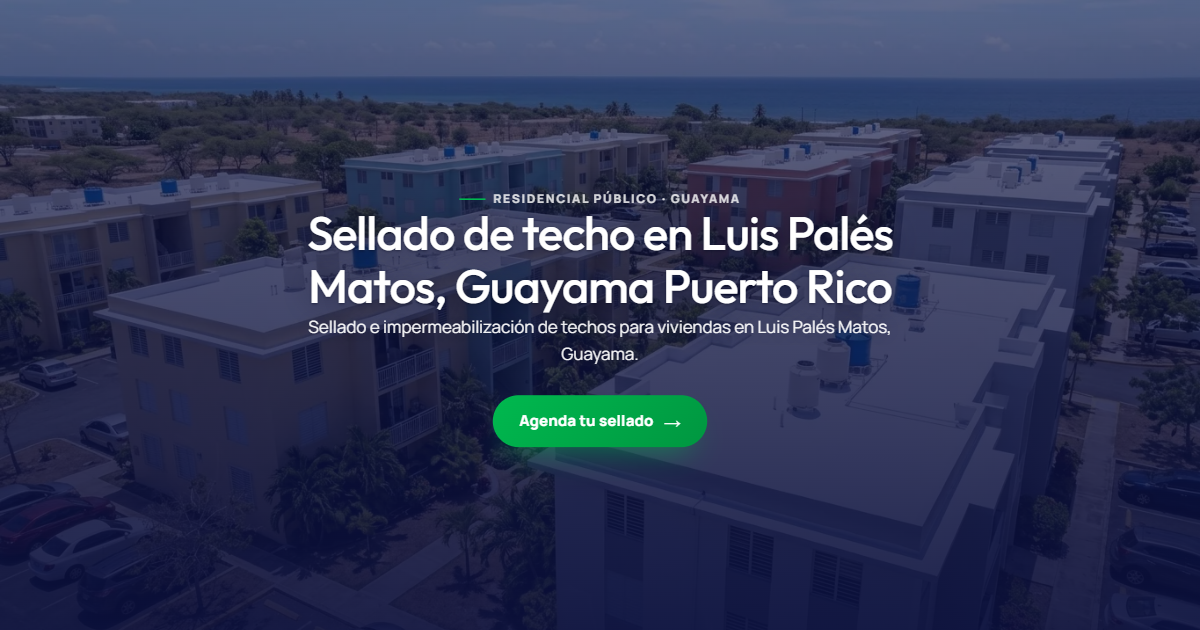 RESIDENCIAL PÚBLICO · GUAYAMA
Sellado de techo en Luis Palés
Matos, Guayama Puerto Rico
Sellado e impermeabilización de techos para viviendas en Luis Palés Matos,
Guayama.
Agenda tu sellado →